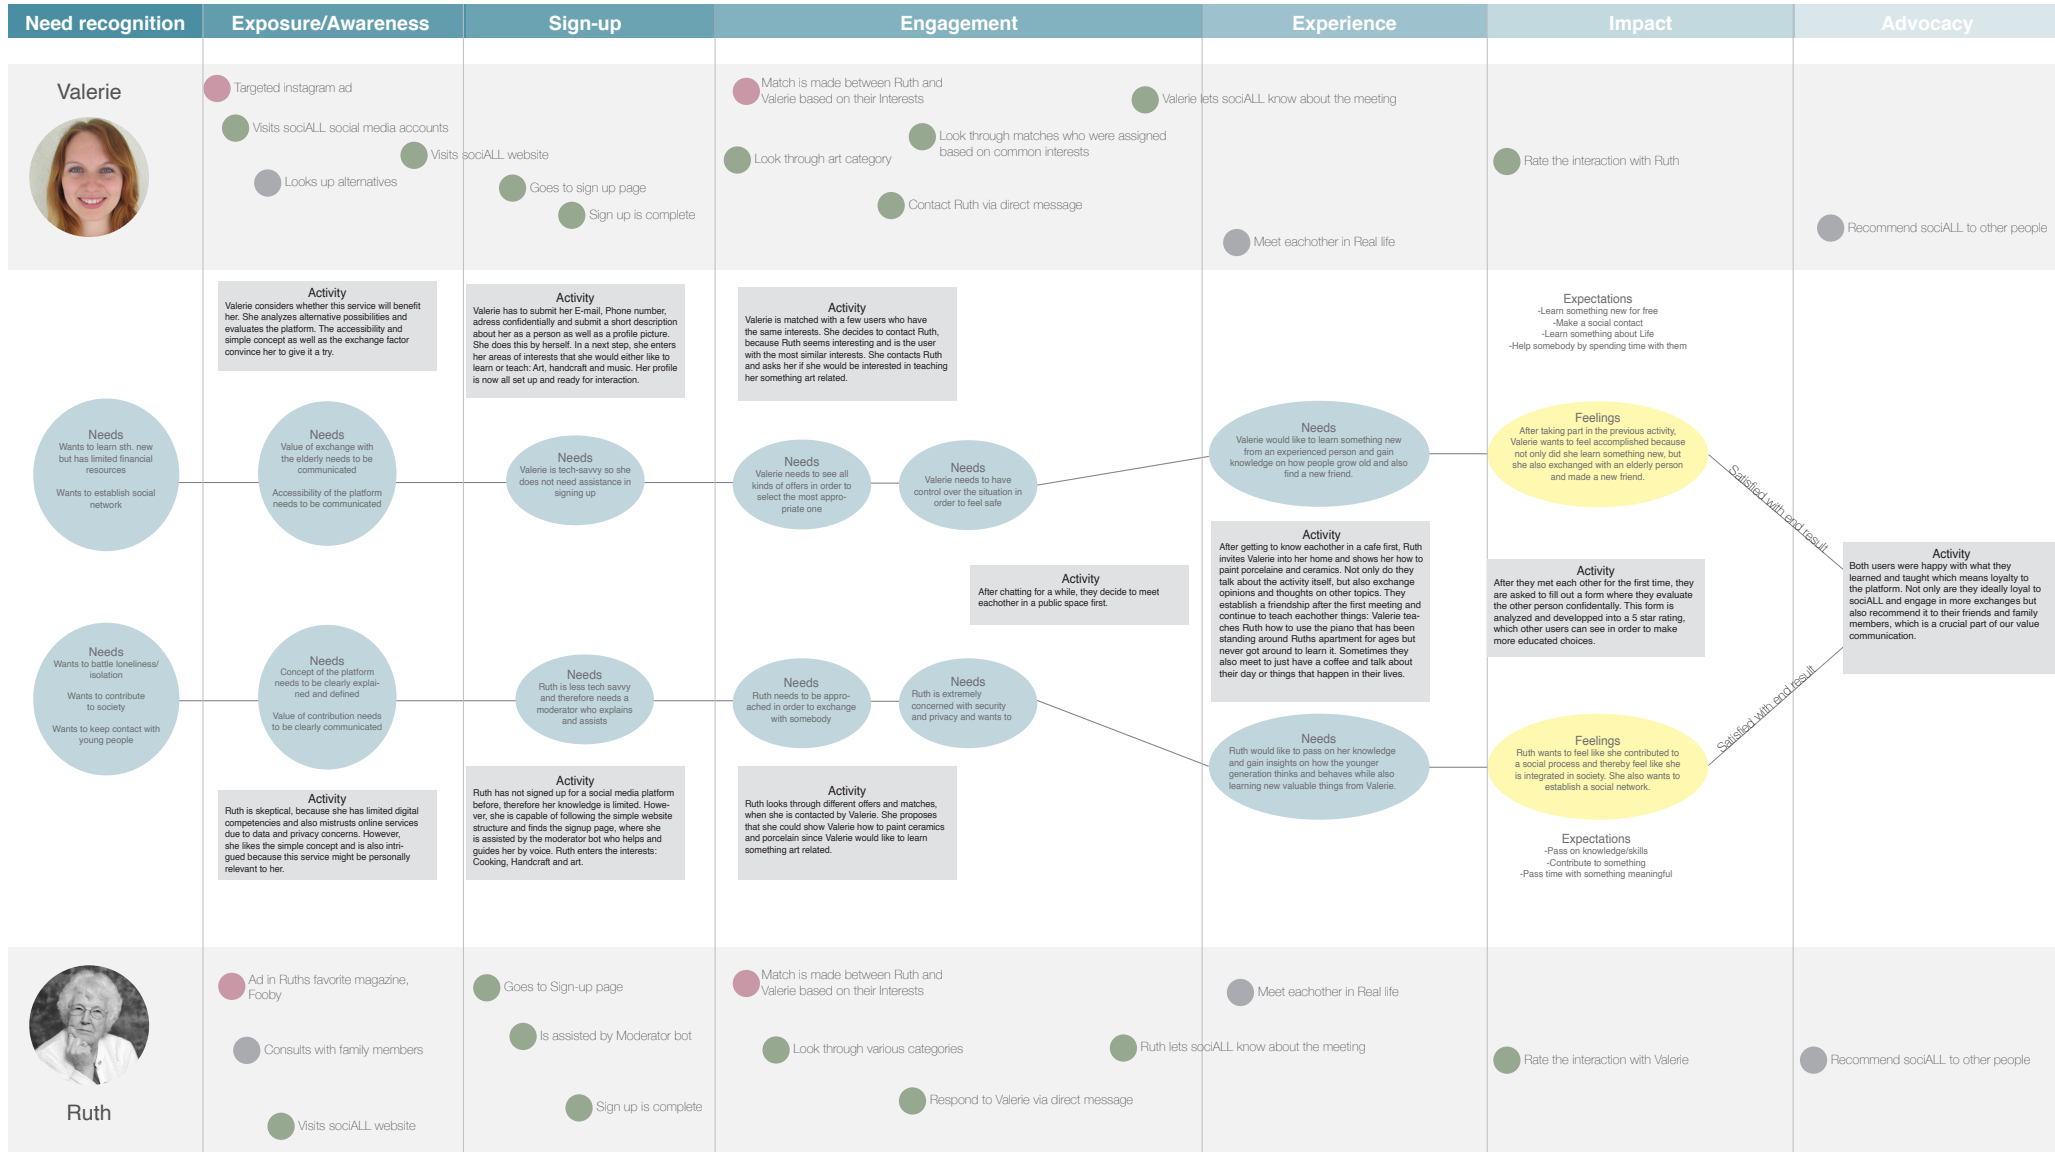 Need recognition
Exposure/Awareness
Sign-up
Engagement
Experience
Impact
Advocacy
Valerie
Targeted instagram ad
Visits sociALL social media accounts
Visits sociALL website
Looks up alternatives
Goes to sign up page
Sign up is complete
Match is made between Ruth and
Valerie based on their Interests
Look through art category
Look through matches who were assigned
based on common interests
Contact Ruth via direct message
Valerie lets sociALL know about the meeting
Meet eachother in Real life
Rate the interaction with Ruth
Recommend sociALL to other people
Activity
Valerie considers whether this service will benefit
her. She analyzes alternative possibilities and
evaluates the platform. The accessibility and
simple concept as well as the exchange factor
convince her to give it a try.
Activity
Valerie has to submit her E-mail, Phone number,
adress confidentially and submit a short description
about her as a person as well as a profile picture.
She does this by herself. In a next step, she enters
her areas of interests that she would either like to
learn or teach: Art, handcraft and music. Her profile
is now all set up and ready for interaction.
Activity
Valerie is matched with a few users who have
the same interests. She decides to contact Ruth,
because Ruth seems interesting and is the user
with the most similar interests. She contacts Ruth
and asks her if she would be interested in teaching
her something art related.
Expectations
-Learn something new for free
-Make a social contact
-Learn something about Life
-Help somebody by spending time with them
Needs
Wants to learn sth. new
but has limited financial
resources
Wants to establish social
network
Needs
Value of exchange with
the elderly needs to be
communicated
Accessibility of the platform
needs to be communicated
Needs
Valerie is tech-savvy so she
does not need assistance in
signing up
Needs
Valerie needs to see all
kinds of offers in order to
select the most appro-
priate one
Needs
Valerie needs to have
control over the situation in
order to feel safe
Needs
Valerie would like to learn something new
from an experienced person and gain
knowledge on how people grow old and also
find a new friend.
Feelings
After taking part in the previous activity,
Valerie wants to feel accomplished because
not only did she learn something new, but
she also exchanged with an elderly person
and made a new friend.
Satisfied with end result
Activity
After chatting for a while, they decide to meet
eachother in a public space first.
Activity
After getting to know eachother in a cafe first, Ruth
invites Valerie into her home and shows her how to
paint porcelaine and ceramics. Not only do they
talk about the activity itself, but also exchange
opinions and thoughts on other topics. They
establish a friendship after the first meeting and
continue to teach eachother things: Valerie tea-
ches Ruth how to use the piano that has been
standing around Ruths apartment for ages but
never got around to learn it. Sometimes they
also meet to just have a coffee and talk about
their day or things that happen in their lives.
Activity
After they met each other for the first time, they
are asked to fill out a form where they evaluate
the other person confidentally. This form is
analyzed and developped into a 5 star rating,
which other users can see in order to make
more educated choices.
Activity
Both users were happy with what they
learned and taught which means loyalty to
the platform. Not only are they ideally loyal to
sociALL and engage in more exchanges but
also recommend it to their friends and family
members, which is a crucial part of our value
communication.
Needs
Wants to battle loneliness/
isolation
Wants to contribute
to society
Wants to keep contact with
young people
Needs
Concept of the platform
needs to be clearly explai-
ned and defined
Value of contribution needs
to be clearly communicated
Needs
Ruth is less tech savvy
and therefore needs a
moderator who explains
and assists
Needs
Ruth needs to be appro-
ached in order to exchange
with somebody
Needs
Ruth is extremely
concerned with security
and privacy and wants to
Needs
Ruth would like to pass on her knowledge
and gain insights on how the younger
generation thinks and behaves while also
learning new valuable things from Valerie.
Feelings
Ruth wants to feel like she contributed to
a social process and thereby feel like she
is integrated in society. She also wants to
establish a social network.
Satisfied with end result
Activity
Ruth is skeptical, because she has limited digital
competencies and also mistrusts online services
due to data and privacy concerns. However,
she likes the simple concept and is also intri-
gued because this service might be personally
relevant to her.
Activity
Ruth has not signed up for a social media platform
before, therefore her knowledge is limited. Howe-
ver, she is capable of following the simple website
structure and finds the signup page, where she
is assisted by the moderator bot who helps and
guides her by voice. Ruth enters the interests:
Cooking, Handcraft and art.
Activity
Ruth looks through different offers and matches,
when she is contacted by Valerie. She proposes
that she could show Valerie how to paint ceramics
and porcelain since Valerie would like to learn
something art related.
Expectations
-Pass on knowledge/skills
-Contribute to something
-Pass time with something meaningful
Ruth
Ad in Ruths favorite magazine,
Fooby
Consults with family members
Visits sociALL website
Goes to Sign-up page
Is assisted by Moderator bot
Sign up is complete
Match is made between Ruth and
Valerie based on their Interests
Look through various categories
Respond to Valerie via direct message
Ruth lets sociALL know about the meeting
Meet eachother in Real life
Rate the interaction with Valerie
Recommend sociALL to other people